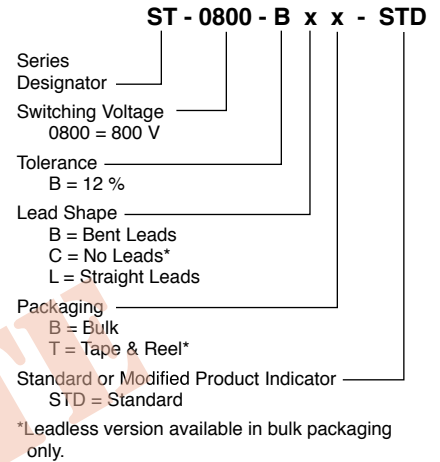 ST - 0800 - B x x - STD
Series
Designator
Switching Voltage
0800 = 800 V
Tolerance
B = 12 %
Lead Shape
B = Bent Leads
C = No Leads*
L = Straight Leads
Packaging
B = Bulk
T = Tape & Reel*
Standard or Modified Product Indicator
STD = Standard
*Leadless version available in bulk packaging
only.